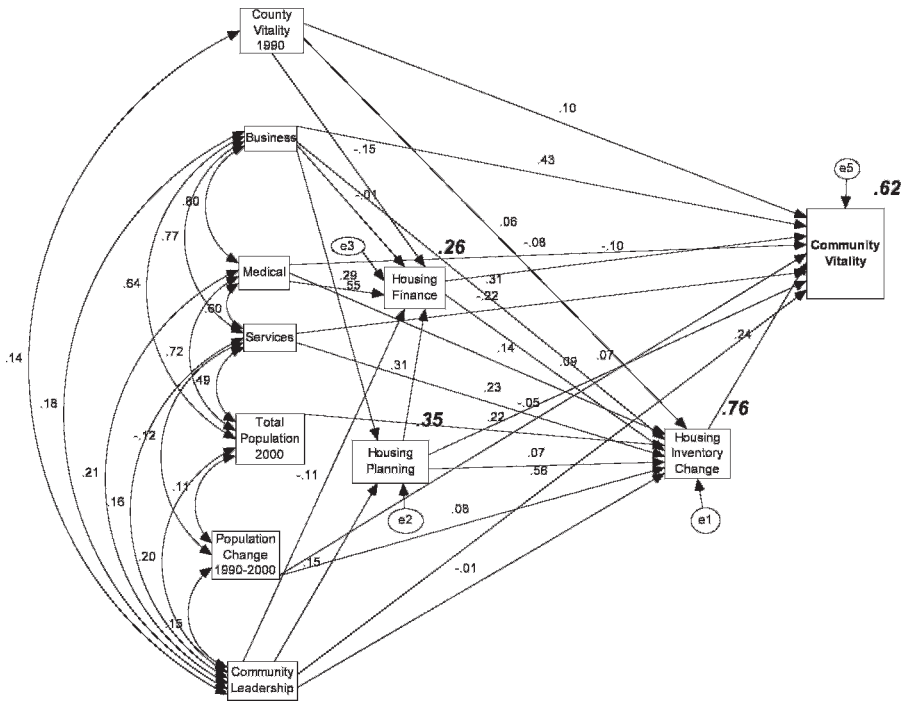 County
Vitality
1990
.10
Business
-.15
.43
e5
.62
.80
-.01
.06
.77
e3
.26
-.08
-.10
Community
Vitality
Medical
.29
.55
Housing
Finance
.31
-.22
.64
.60
Services
.14
.09
.07
.24
.14
.72
.49
.31
.23
-.05
.18
-.12
Total
Population
2000
.35
.22
.76
Housing
Planning
Housing
Inventory
Change
.07
.56
.21
.11
-.11
.16
e2
.08
e1
Population
Change
1990-2000
.20
.15
-.01
.15
Community
Leadership